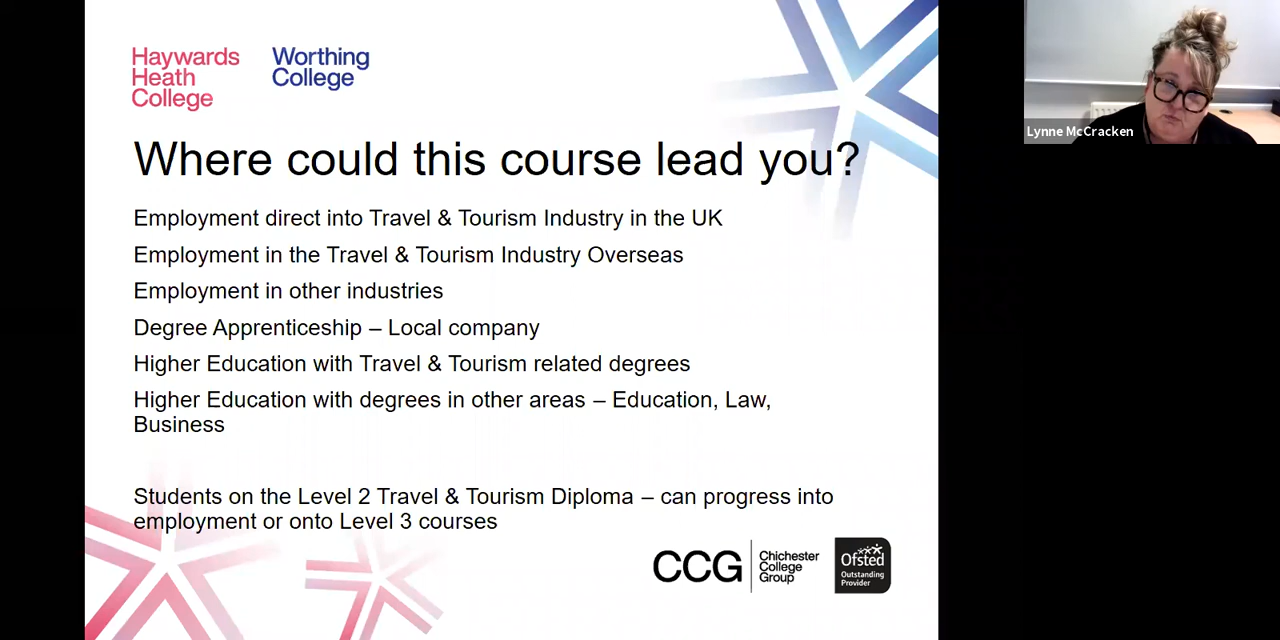 Haywards
Heath
College
Worthing
College
Lynne McCracken
Where could this course lead you?
Employment direct into Travel & Tourism Industry in the UK
Employment in the Travel & Tourism Industry Overseas
Employment in other industries
Degree Apprenticeship – Local company
Higher Education with Travel & Tourism related degrees
Higher Education with degrees in other areas – Education, Law,
Business
Students on the Level 2 Travel & Tourism Diploma – can progress into
employment or onto Level 3 courses
CCG
Chichester
College
Group
Ofsted
Outstanding
Provider